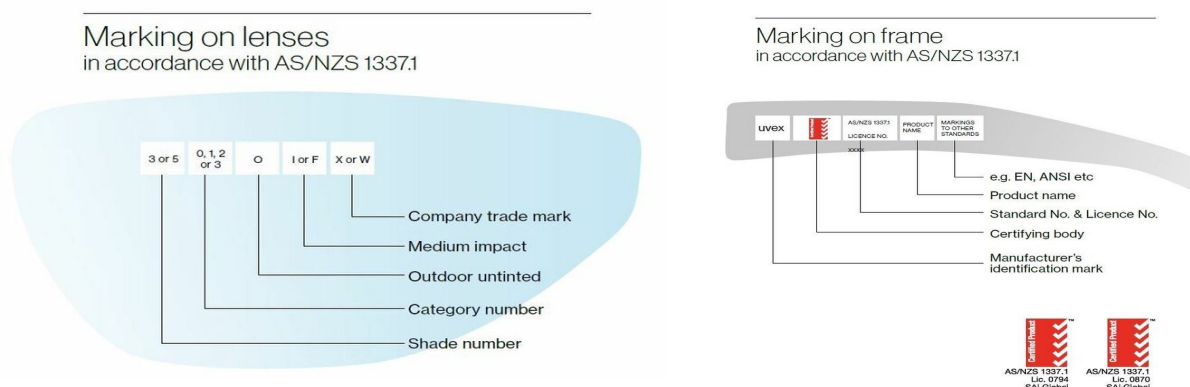 Marking on lenses
in accordance with AS/NZS 1337.1
3 or 5
0, 1, 2
or 3
O
I or F
X or W
Company trade mark
Medium impact
Outdoor untinted
Category number
Shade number
Marking on frame
in accordance with AS/NZS 1337.1
uvex
AS/NZS 1337.1
LICENCE NO.
xxxx
PRODUCT
NAME
MARKINGS
TO OTHER
STANDARDS
e.g. EN, ANSI etc
Product name
Standard No. & Licence No.
Certifying body
Manufacturer's
identification mark
Certified Product
TM
AS/NZS 1337.1
Lic. 0794
SAI Global
Certified Product
TM
AS/NZS 1337.1
Lic. 0870
SAI Global